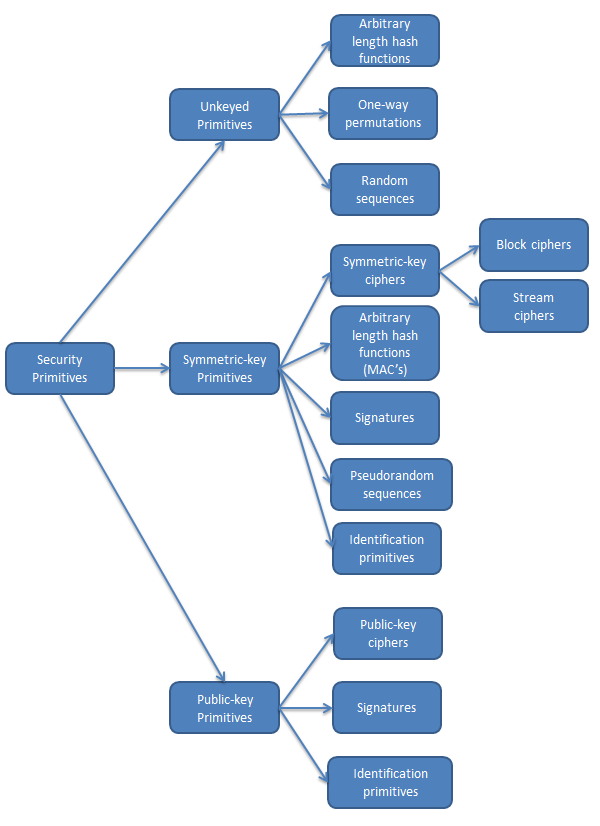 Arbitrary
length hash
functions
Unkeyed
Primitives
One-way
permutations
Random
sequences
Symmetric-key
ciphers
Block ciphers
Stream
ciphers
Arbitrary
length hash
functions
(MAC’s)
Security
Primitives
Symmetric-key
Primitives
Signatures
Pseudorandom
sequences
Identification
primitives
Public-key
ciphers
Public-key
Primitives
Signatures
Identification
primitives